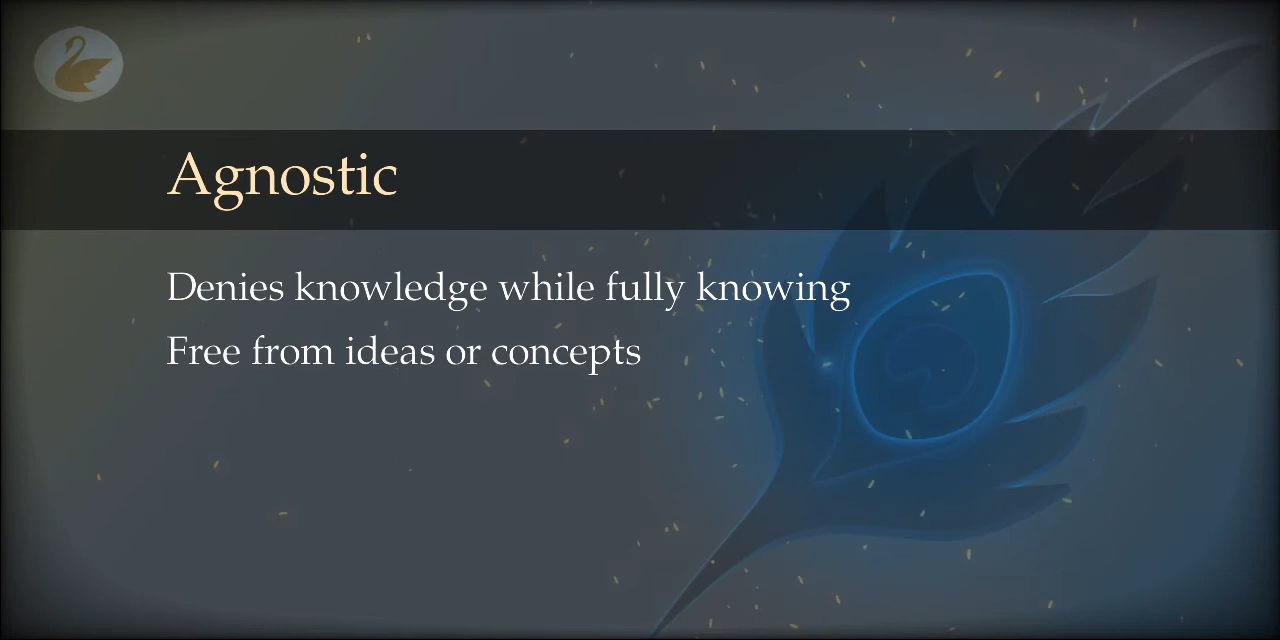 Agnostic
Denies knowledge while fully knowing
Free from ideas or concepts